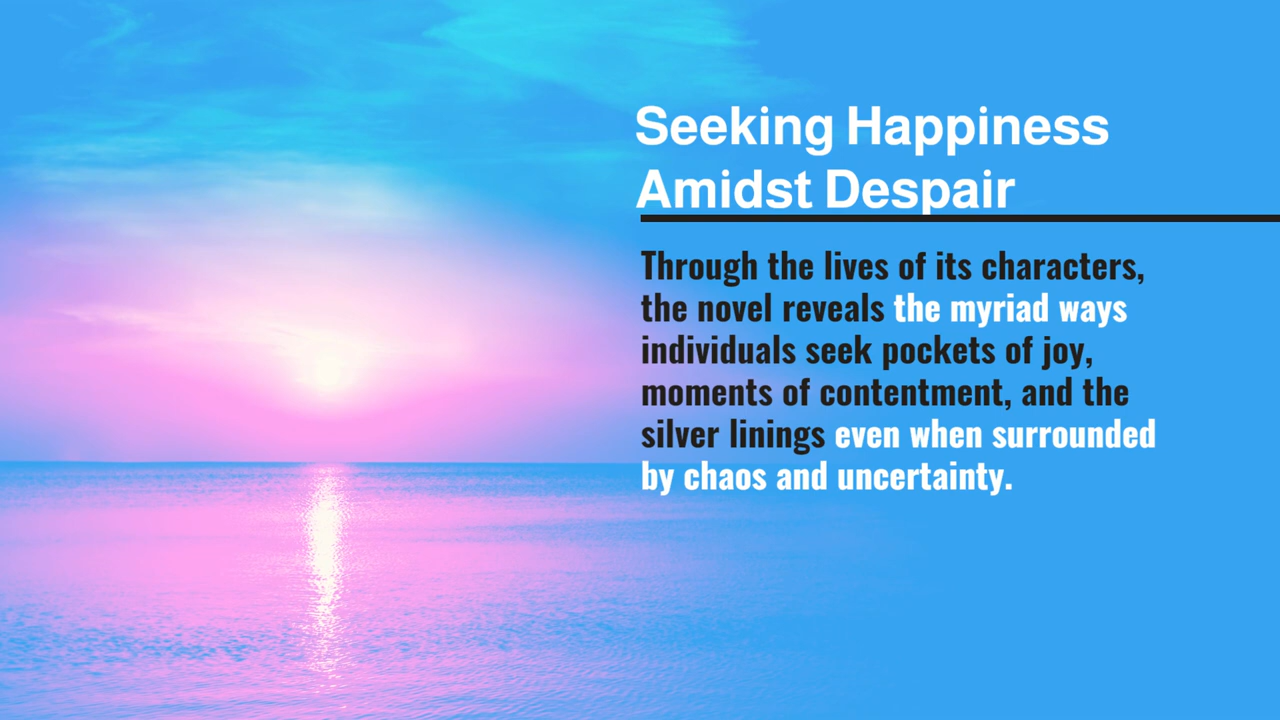 Seeking Happiness
Amidst Despair
Through the lives of its characters,
the novel reveals the myriad ways
individuals seek pockets of joy,
moments of contentment, and the
silver linings even when surrounded
by chaos and uncertainty.